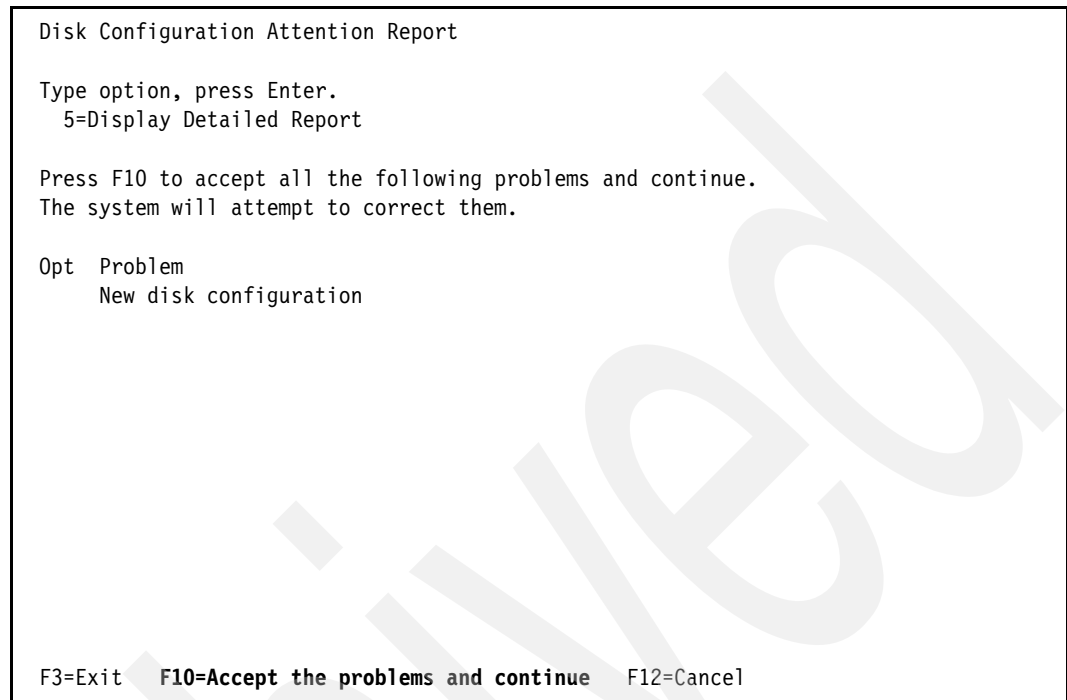 Disk Configuration Attention Report
Type option, press Enter.
5=Display Detailed Report
Press F10 to accept all the following problems and continue.
The system will attempt to correct them.
Opt  Problem
New disk configuration
F3=Exit   F10=Accept the problems and continue   F12=Cancel